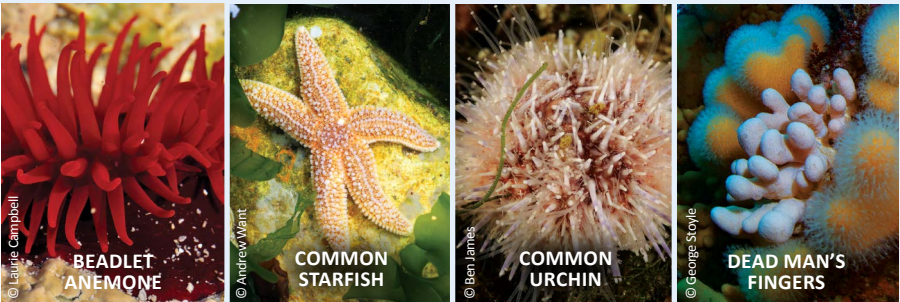 © Laurie Campbell
BEADLET
ANEMONE
© Andrew Want
COMMON
STARFISH
© Ben James
COMMON
URCHIN
© George Stoyle
DEAD MAN'S
FINGERS